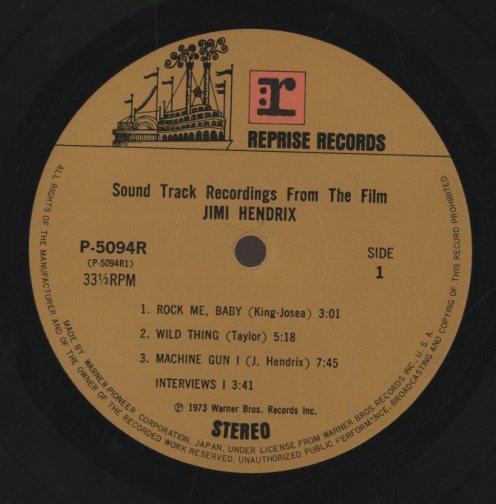 r
REPRISE RECORDS
Sound Track Recordings From The Film
JIMI HENDRIX
P-5094R
(P-5094R1)
33⅓RPM
SIDE
1
1. ROCK ME, BABY (King-Josea) 3:01
2. WILD THING (Taylor) 5:18
3. MACHINE GUN I (J. Hendrix) 7:45
INTERVIEWS I 3:41
Ⓟ 1973 Warner Bros. Records Inc.
STEREO
ALL RIGHTS OF THE MANUFACTURER AND OF THE OWNER OF THE RECORDED WORK RESERVED. UNAUTHORIZED PUBLIC PERFORMANCE, BROADCASTING AND COPYING OF THIS RECORD PROHIBITED.
MADE BY WARNER-PIONEER CORPORATION, JAPAN, UNDER LICENSE FROM WARNER BROS RECORDS INC., U. S. A.